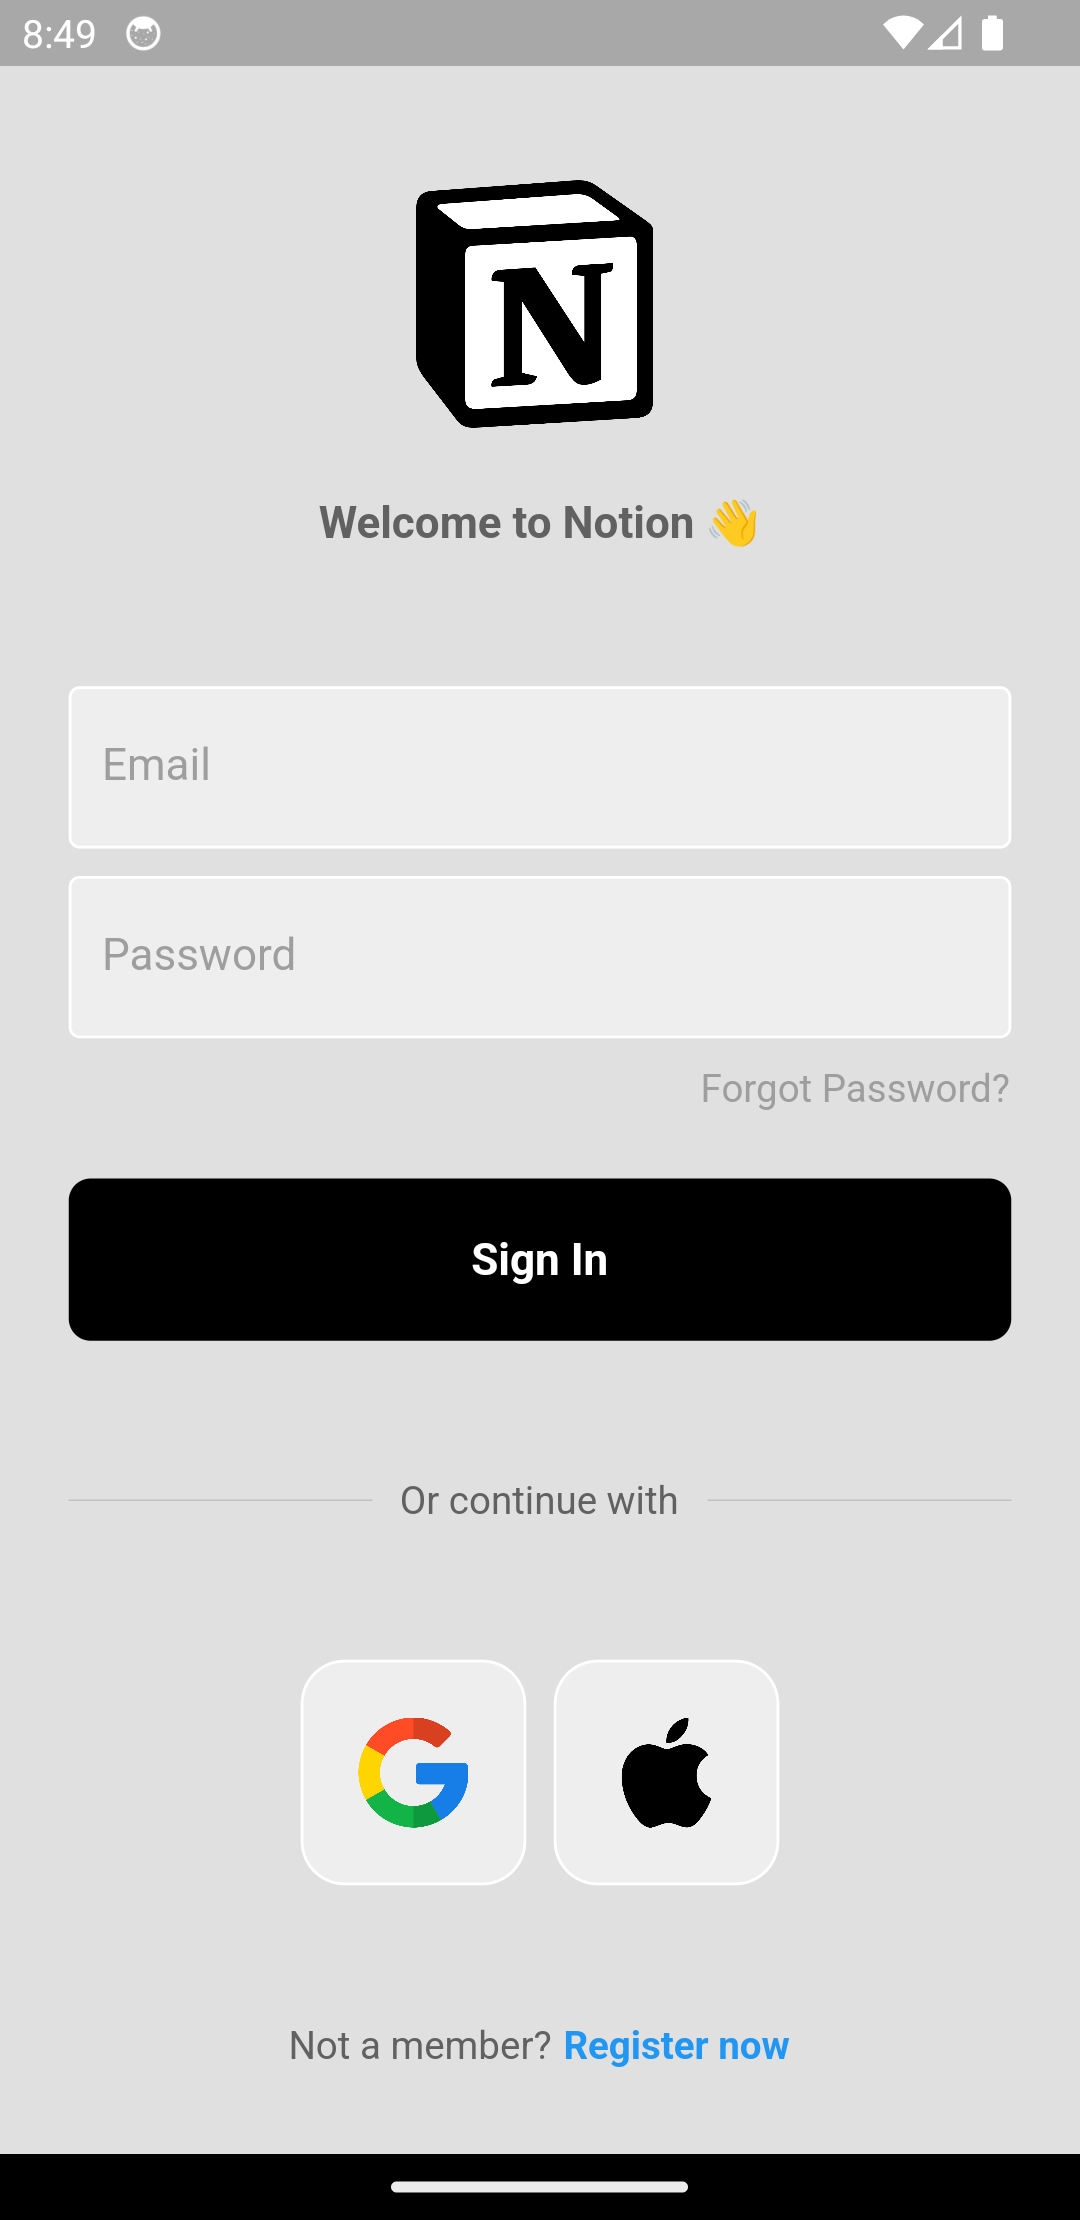 8:49
N
Welcome to Notion 👋
Email
Password
Forgot Password?
Sign In
Or continue with
Not a member? Register now